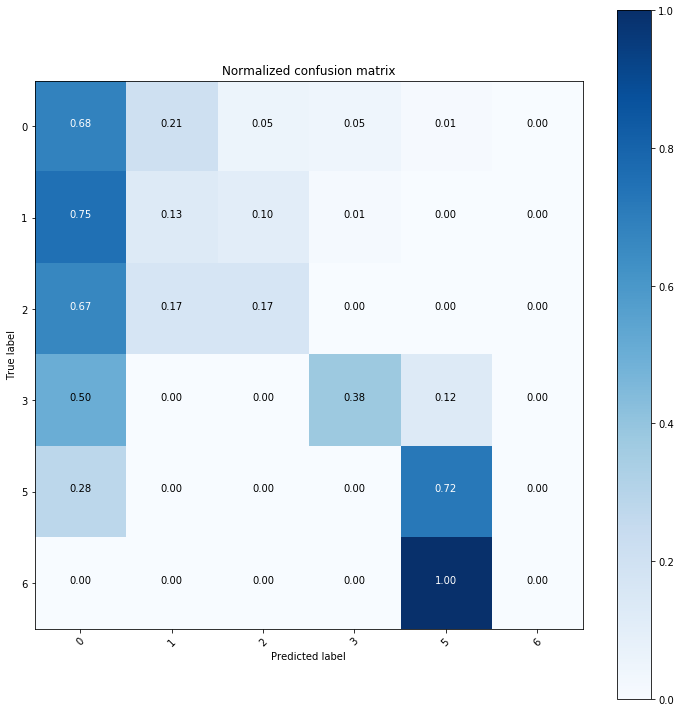 Normalized confusion matrix
1.0
0.8
0.6
0.4
0.2
0.0
True label
0 0.68 0.21 0.05 0.05 0.01 0.00
1 0.75 0.13 0.10 0.01 0.00 0.00
2 0.67 0.17 0.17 0.00 0.00 0.00
3 0.50 0.00 0.00 0.38 0.12 0.00
5 0.28 0.00 0.00 0.00 0.72 0.00
6 0.00 0.00 0.00 0.00 1.00 0.00
0 1 2 3 5 6
Predicted label